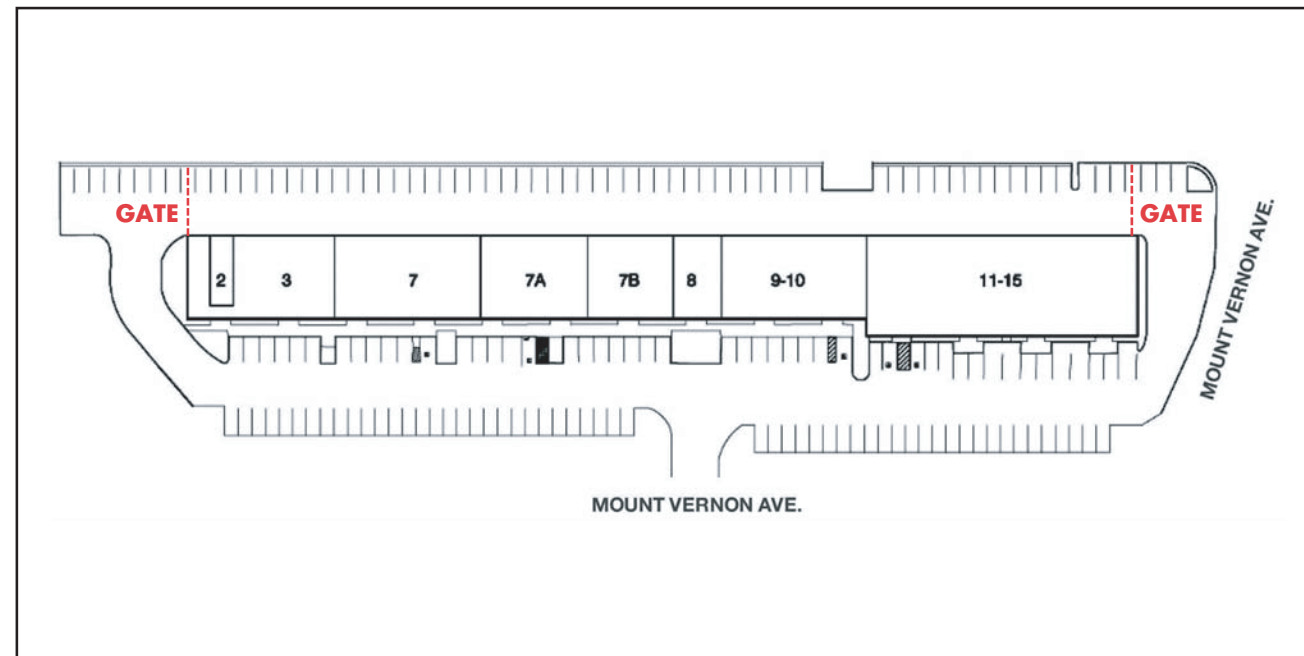 GATE
GATE
2
3
7
7A
7B
8
9-10
11-15
MOUNT VERNON AVE.
MOUNT VERNON AVE.